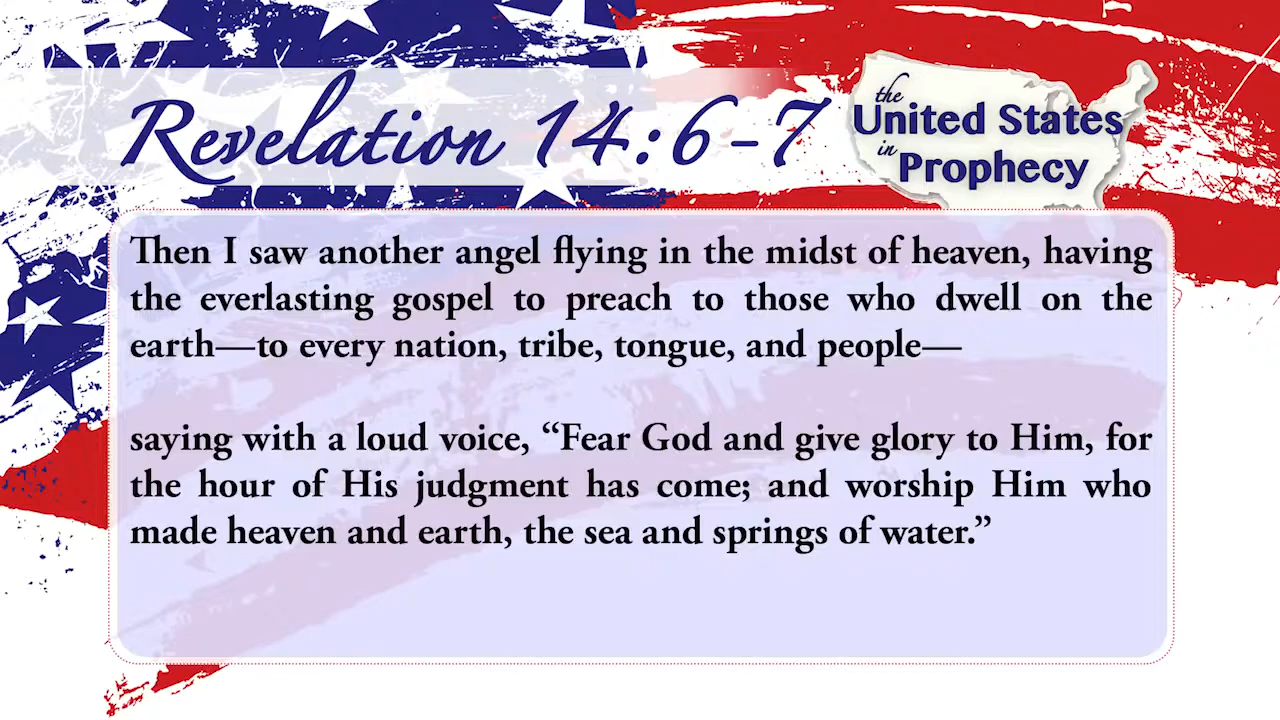 Revelation 14:6-7
the
United States
in
Prophecy
Then I saw another angel flying in the midst of heaven, having
the everlasting gospel to preach to those who dwell on the
earth—to every nation, tribe, tongue, and people—
saying with a loud voice, “Fear God and give glory to Him, for
the hour of His judgment has come; and worship Him who
made heaven and earth, the sea and springs of water.”